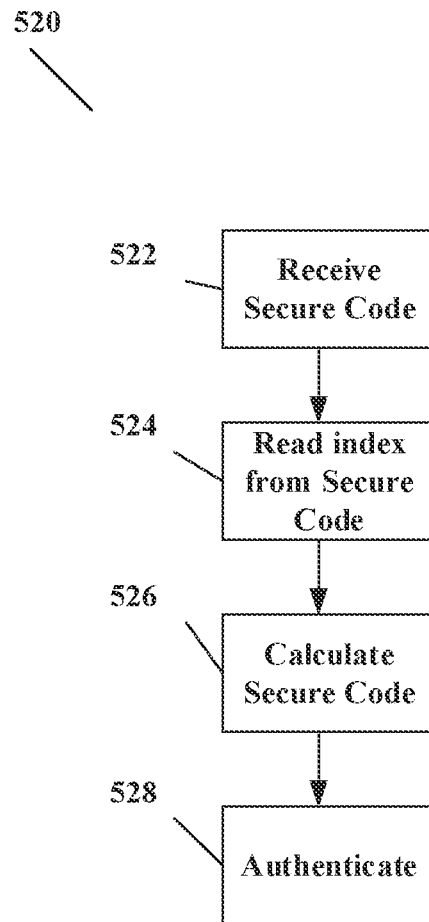 520
522
Receive
Secure Code
524
Read index
from Secure
Code
526
Calculate
Secure Code
528
Authenticate